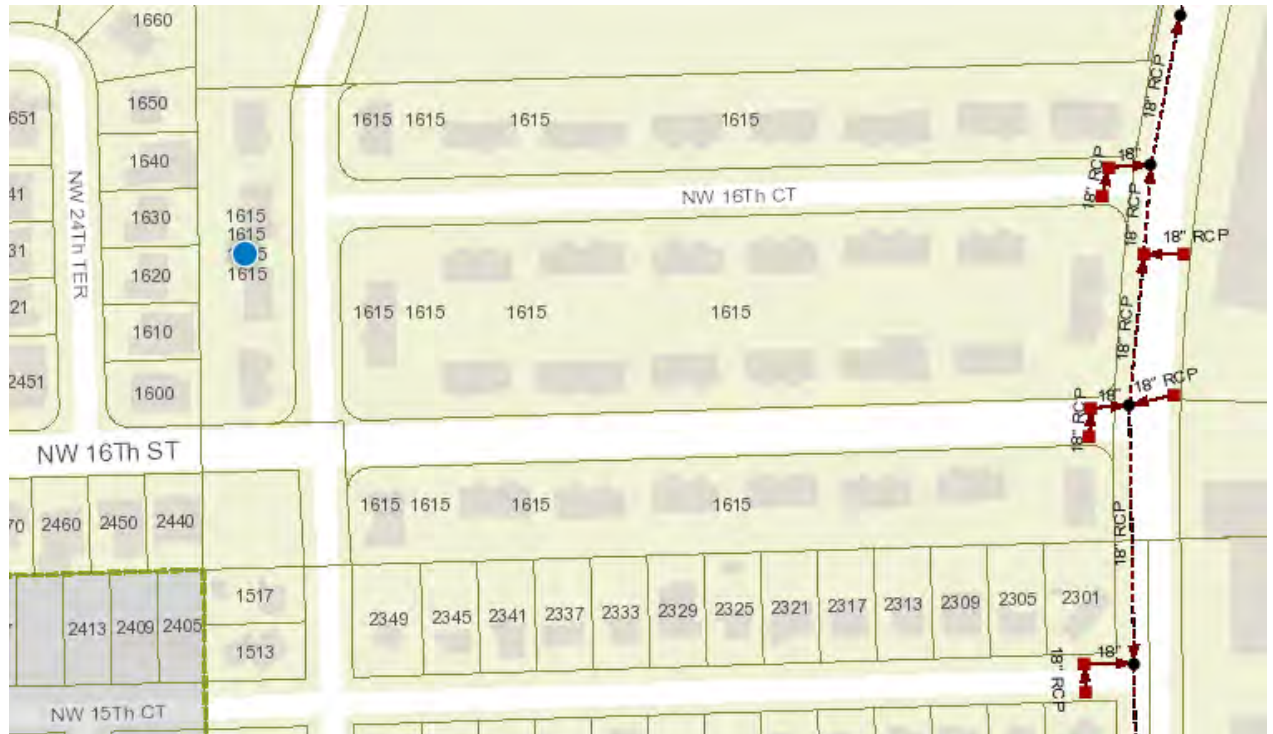 1660
1650
651
1615 1615 1615 1615
18" RCP
18"
1640
18" RCP
41
NW 24Th TER
NW 16Th CT
1630
1615
1615
1615
18" RCP
18" RCP
31
1620
1610
21
1615 1615 1615 1615
18" RCP
2451
1600
18"
18" RCP
18" RCP
NW 16Th ST
1615 1615 1615 1615
70 2460 2450 2440
18" RCP
1517
2413 2409 2405
2349 2345 2341 2337 2333 2329 2325 2321 2317 2313 2309 2305 2301
1513
18"
18" RCP
NW 15Th CT